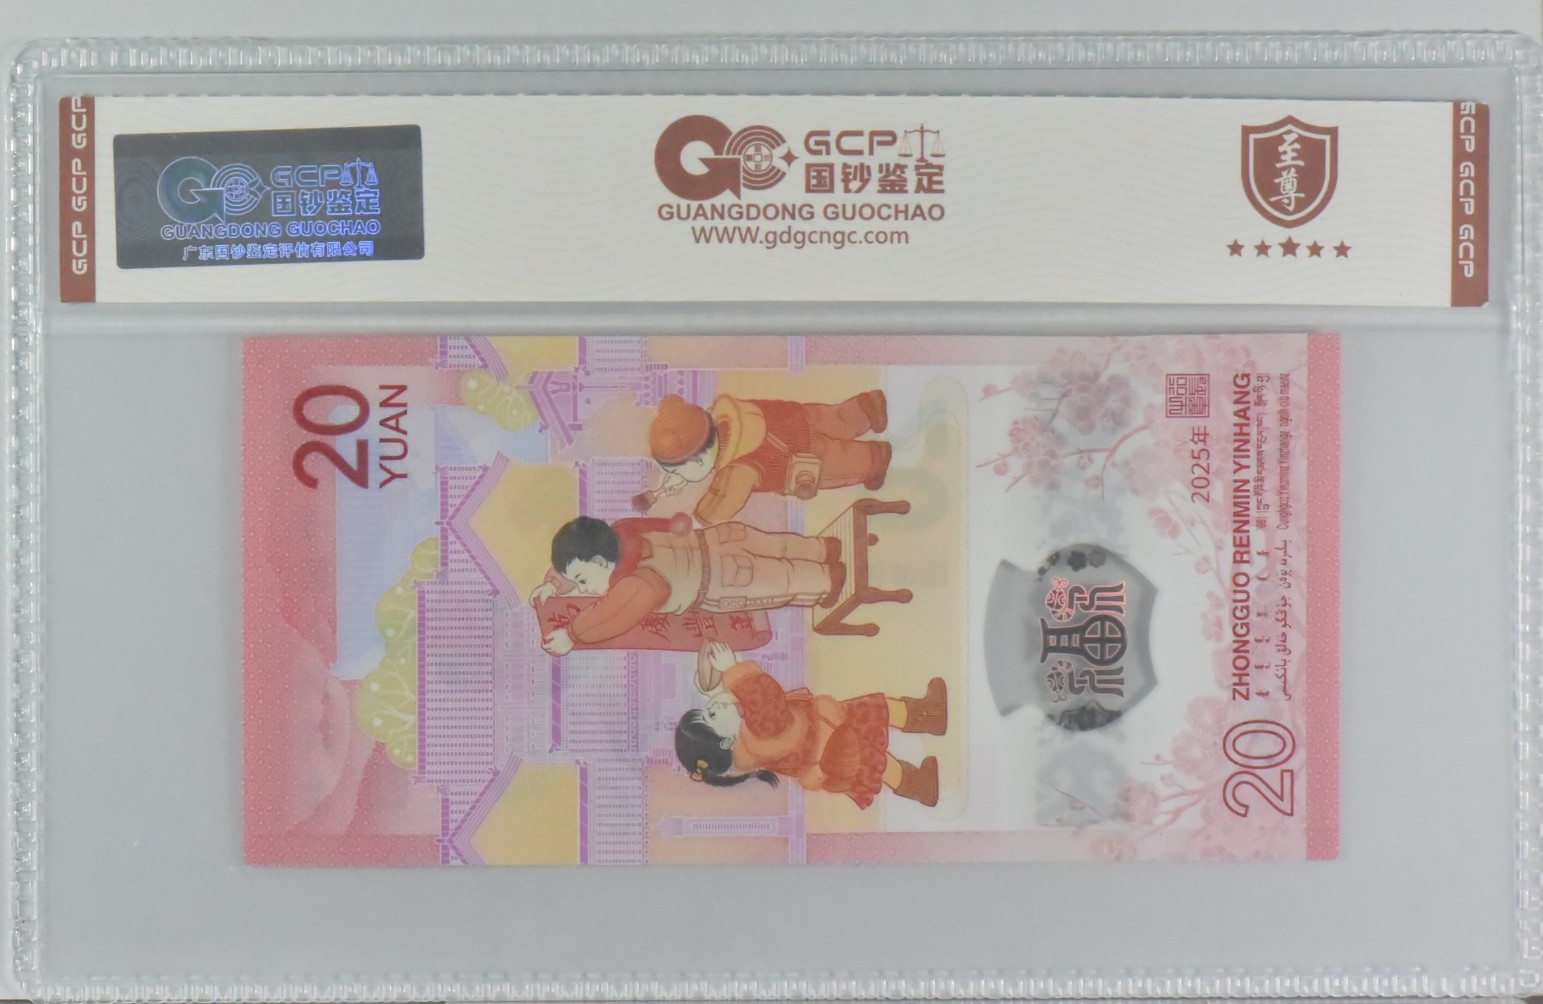 GCP GCP GCP
GCP
国钞鉴定
GUANGDONG GUOCHAO
广东国钞鉴定评估有限公司
GCP
国钞鉴定
GUANGDONG GUOCHAO
WWW.gdgcngc.com
至尊
GCP GCP GCP
20
YUAN
2025年
ZHONGGUO RENMIN YINHANG
20